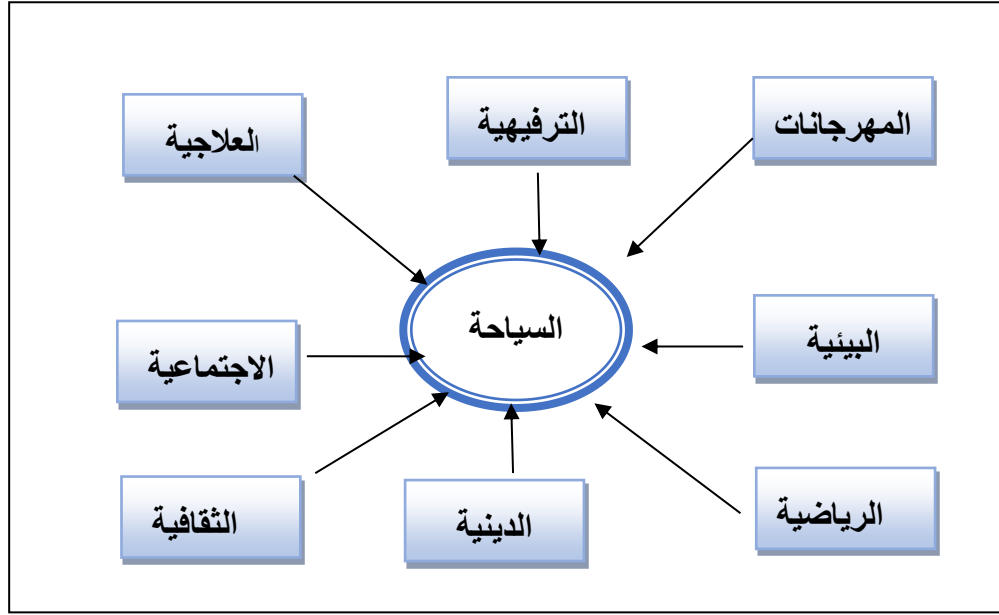 المهرجانات
الترفيهية
العلاجية
السياحة
البيئية
الاجتماعية
الرياضية
الدينية
الثقافية